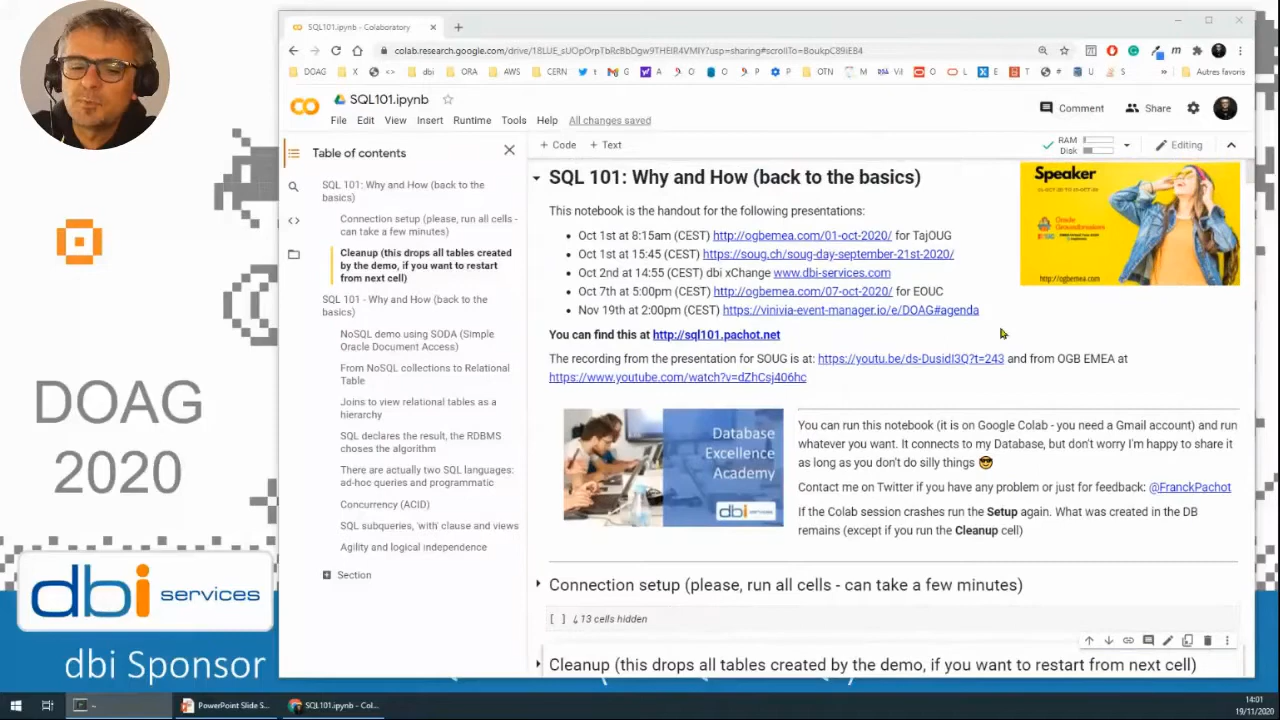 SQL101.ipynb - Colaboratory
colab.research.google.com/drive/
DOAG X dbi ORA AWS CERN t G A O O P OTN M Vil O L E T # U S » Autres favoris
SQL101.ipynb
Comment Share
File Edit View Insert Runtime Tools Help All changes saved
Table of contents
SQL 101: Why and How (back to the
basics)
Connection setup (please, run all cells -
can take a few minutes)
Cleanup (this drops all tables created
by the demo, if you want to restart
from next cell)
SQL 101 - Why and How (back to the
basics)
NoSQL demo using SODA (Simple
Oracle Document Access)
From NoSQL collections to Relational
Table
Joins to view relational tables as a
hierarchy
SQL declares the result, the RDBMS
choses the algorithm
There are actually two SQL languages:
ad-hoc queries and programmatic
Concurrency (ACID)
SQL subqueries, 'with' clause and views
Agility and logical independence
Section
+ Code + Text
RAM
Disk
Editing
SQL 101: Why and How (back to the basics)
This notebook is the handout for the following presentations:
• Oct 1st at 8:15am (CEST) http://ogbemea.com/01-oct-2020/ for TajOUG
• Oct 1st at 15:45 (CEST) https://soug.ch/soug-day-september-21st-2020/
• Oct 2nd at 14:55 (CEST) dbi xChange www.dbi-services.com
• Oct 7th at 5:00pm (CEST) http://ogbemea.com/07-oct-2020/ for EOUC
• Nov 19th at 2:00pm (CEST) https://vinivia-event-manager.io/e/DOAG#agenda
Speaker
Oracle
Groundbreakers
http://ogbemea.com
You can find this at http://sql101.pachot.net
The recording from the presentation for SOUG is at: https://youtu.be/ds-DusidI3Q?t=243 and from OGB EMEA at
https://www.youtube.com/watch?v=dZhCsj406hc
Database
Excellence
Academy
dbi services
You can run this notebook (it is on Google Colab - you need a Gmail account) and run
whatever you want. It connects to my Database, but don't worry I'm happy to share it
as long as you don't do silly things 😎
Contact me on Twitter if you have any problem or just for feedback: @FranckPachot
If the Colab session crashes run the Setup again. What was created in the DB
remains (except if you run the Cleanup cell)
Connection setup (please, run all cells - can take a few minutes)
[ ] ↳ 13 cells hidden
Cleanup (this drops all tables created by the demo, if you want to restart from next cell)
DOAG
2020
dbi services
dbi Sponsor
PowerPoint Slide S...
SQL101.ipynb - Col...
14:01
19/11/2020